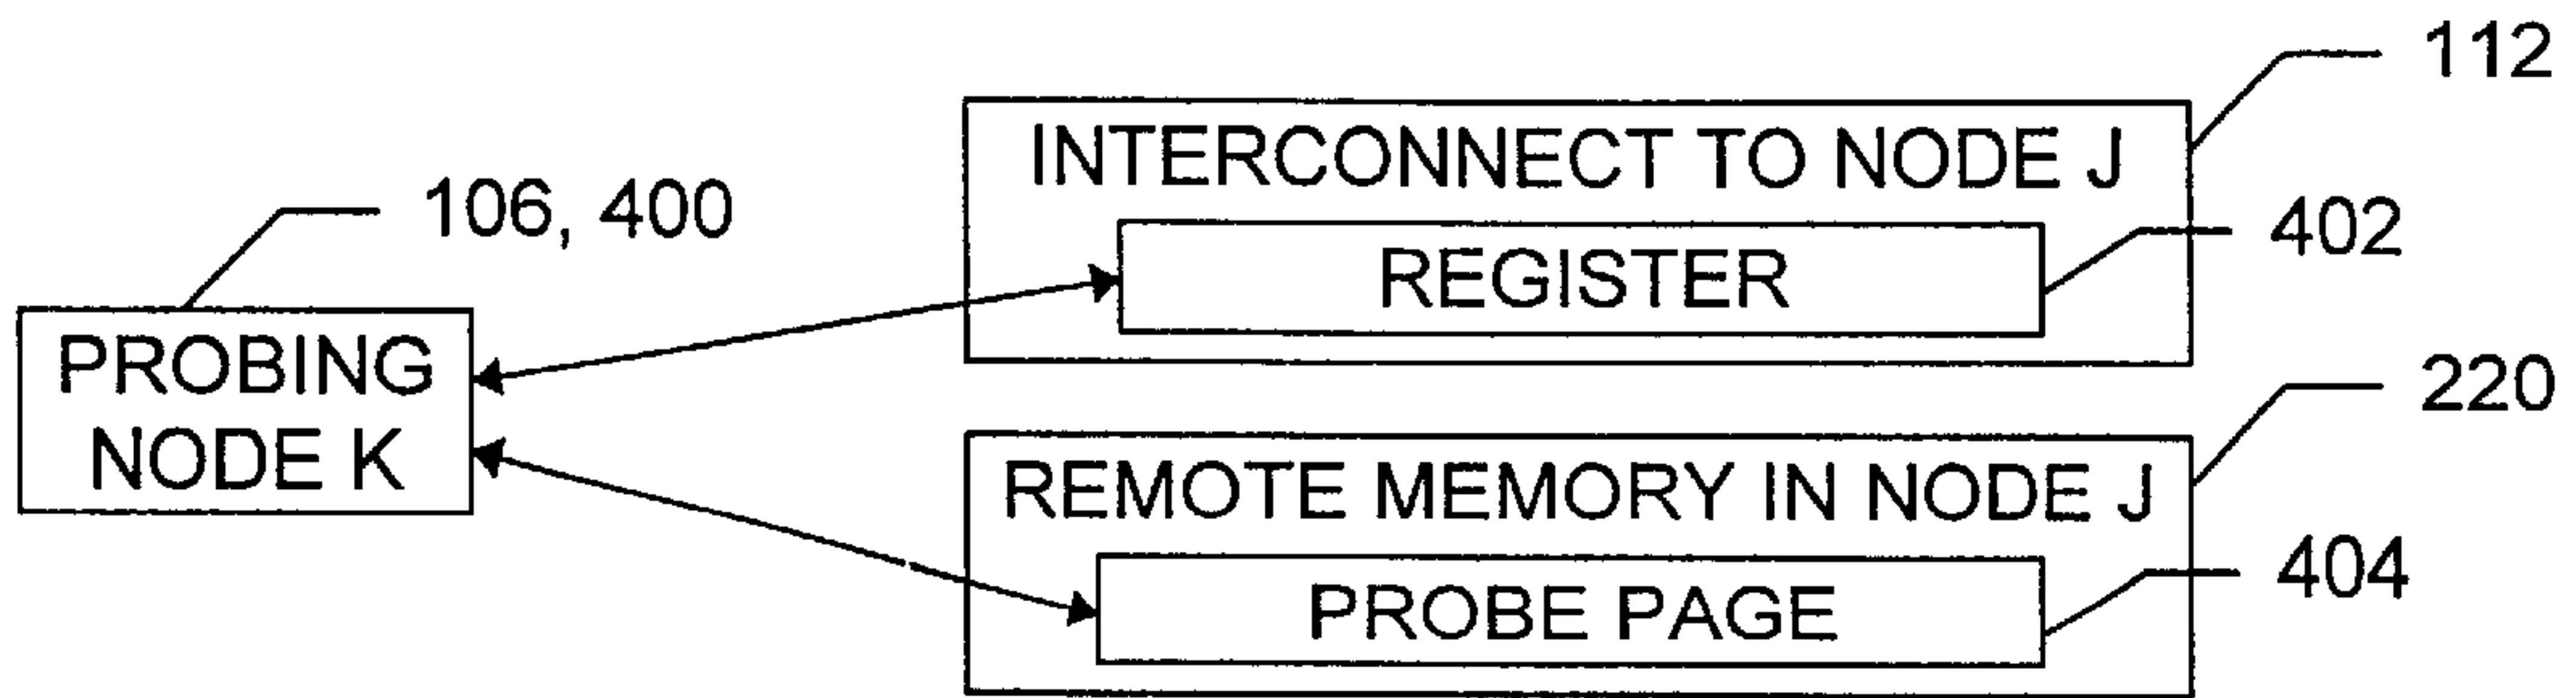 112
INTERCONNECT TO NODE J
106, 400
402
REGISTER
PROBING
NODE K
220
REMOTE MEMORY IN NODE J
404
PROBE PAGE